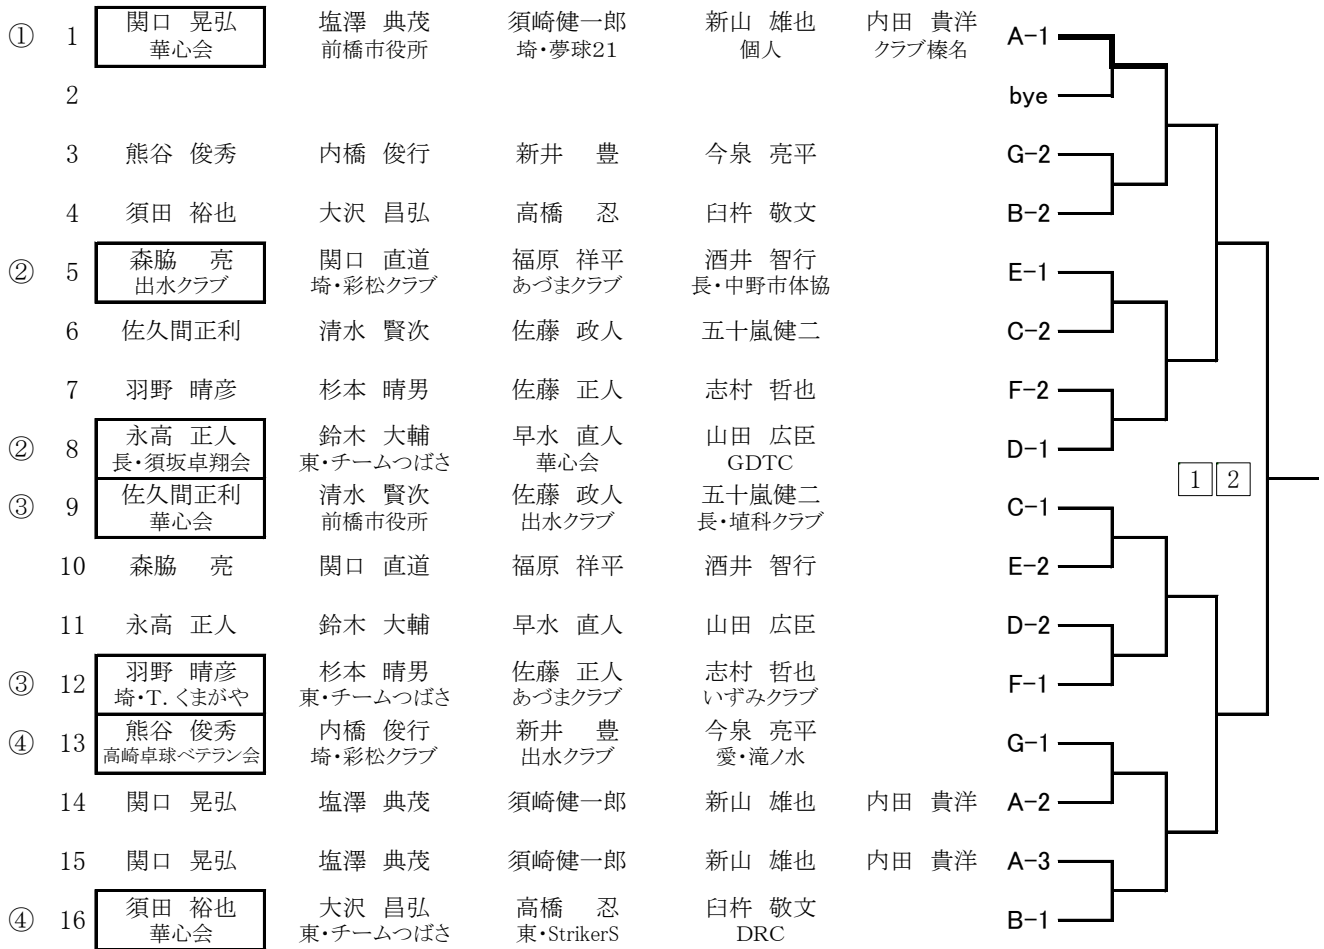 ① 1 関口 晃弘 塩澤 典茂 須崎健一郎 新山 雄也 内田 貴洋 A-1
華心会 前橋市役所 埼・夢球21 個人 クラブ榛名
2 bye
3 熊谷 俊秀 内橋 俊行 新井 豊 今泉 亮平 G-2
4 須田 裕也 大沢 昌弘 高橋 忍 臼杵 敬文 B-2
② 5 森脇 亮 関口 直道 福原 祥平 酒井 智行 E-1
出水クラブ 埼・彩松クラブ あづまクラブ 長・中野市体協
6 佐久間正利 清水 賢次 佐藤 政人 五十嵐健二 C-2
7 羽野 晴彦 杉本 晴男 佐藤 正人 志村 哲也 F-2
② 8 永高 正人 鈴木 大輔 早水 直人 山田 広臣 D-1
長・須坂卓翔会 東・チームつばさ 華心会 GDTC
1 2
③ 9 佐久間正利 清水 賢次 佐藤 政人 五十嵐健二 C-1
華心会 前橋市役所 出水クラブ 長・埴科クラブ
10 森脇 亮 関口 直道 福原 祥平 酒井 智行 E-2
11 永高 正人 鈴木 大輔 早水 直人 山田 広臣 D-2
③ 12 羽野 晴彦 杉本 晴男 佐藤 正人 志村 哲也 F-1
埼・T.くまがや 東・チームつばさ あづまクラブ いずみクラブ
④ 13 熊谷 俊秀 内橋 俊行 新井 豊 今泉 亮平 G-1
高崎卓球ベテラン会 埼・彩松クラブ 出水クラブ 愛・滝ノ水
14 関口 晃弘 塩澤 典茂 須崎健一郎 新山 雄也 内田 貴洋 A-2
15 関口 晃弘 塩澤 典茂 須崎健一郎 新山 雄也 内田 貴洋 A-3
④ 16 須田 裕也 大沢 昌弘 高橋 忍 臼杵 敬文 B-1
華心会 東・チームつばさ 東・StrikerS DRC